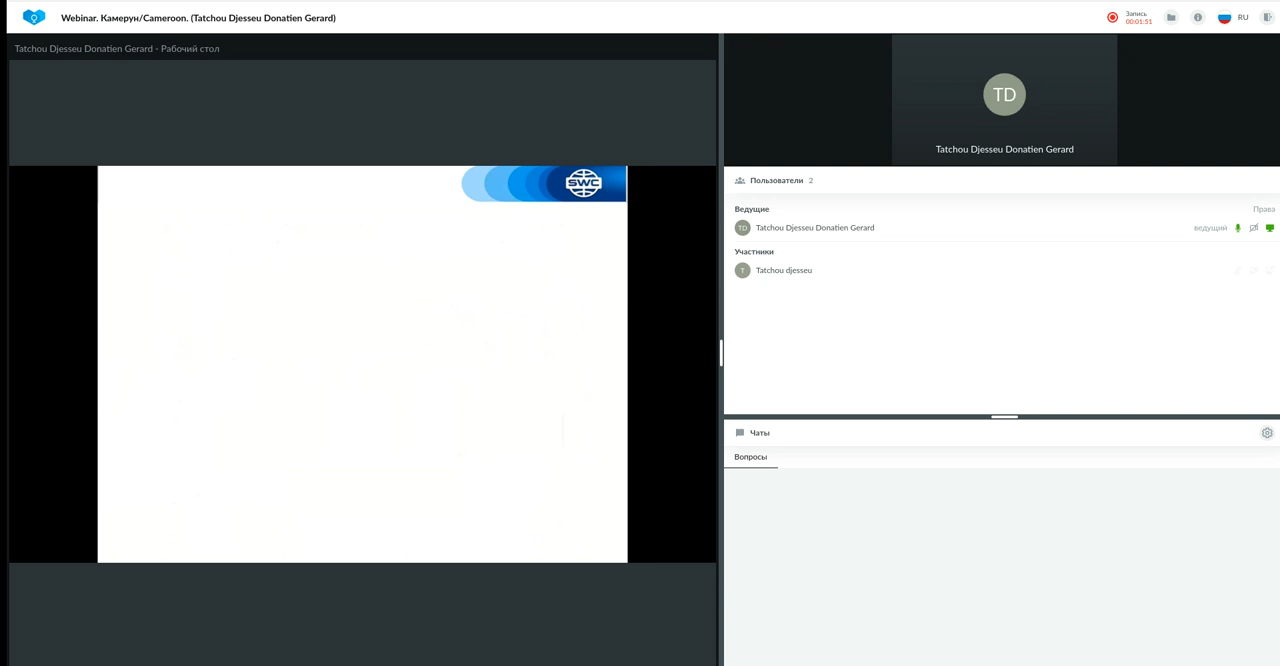 Webinar. Камерун/Cameroon. (Tatchou Djesseu Donatien Gerard)
Запись
00:01:51
RU
Tatchou Djesseu Donatien Gerard - Рабочий стол
SWC
TD
Tatchou Djesseu Donatien Gerard
Пользователи 2
Ведущие Права
TD Tatchou Djesseu Donatien Gerard ведущий
Участники
T Tatchou djesseu
Чаты
Вопросы